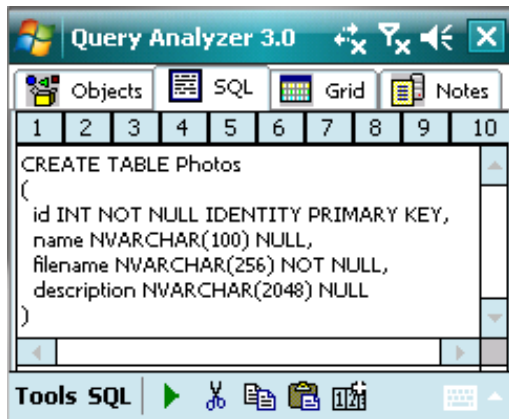 Query Analyzer 3.0
Objects SQL Grid Notes
1 2 3 4 5 6 7 8 9 10
CREATE TABLE Photos
(
id INT NOT NULL IDENTITY PRIMARY KEY,
name NVARCHAR(100) NULL,
filename NVARCHAR(256) NOT NULL,
description NVARCHAR(2048) NULL
)
Tools SQL